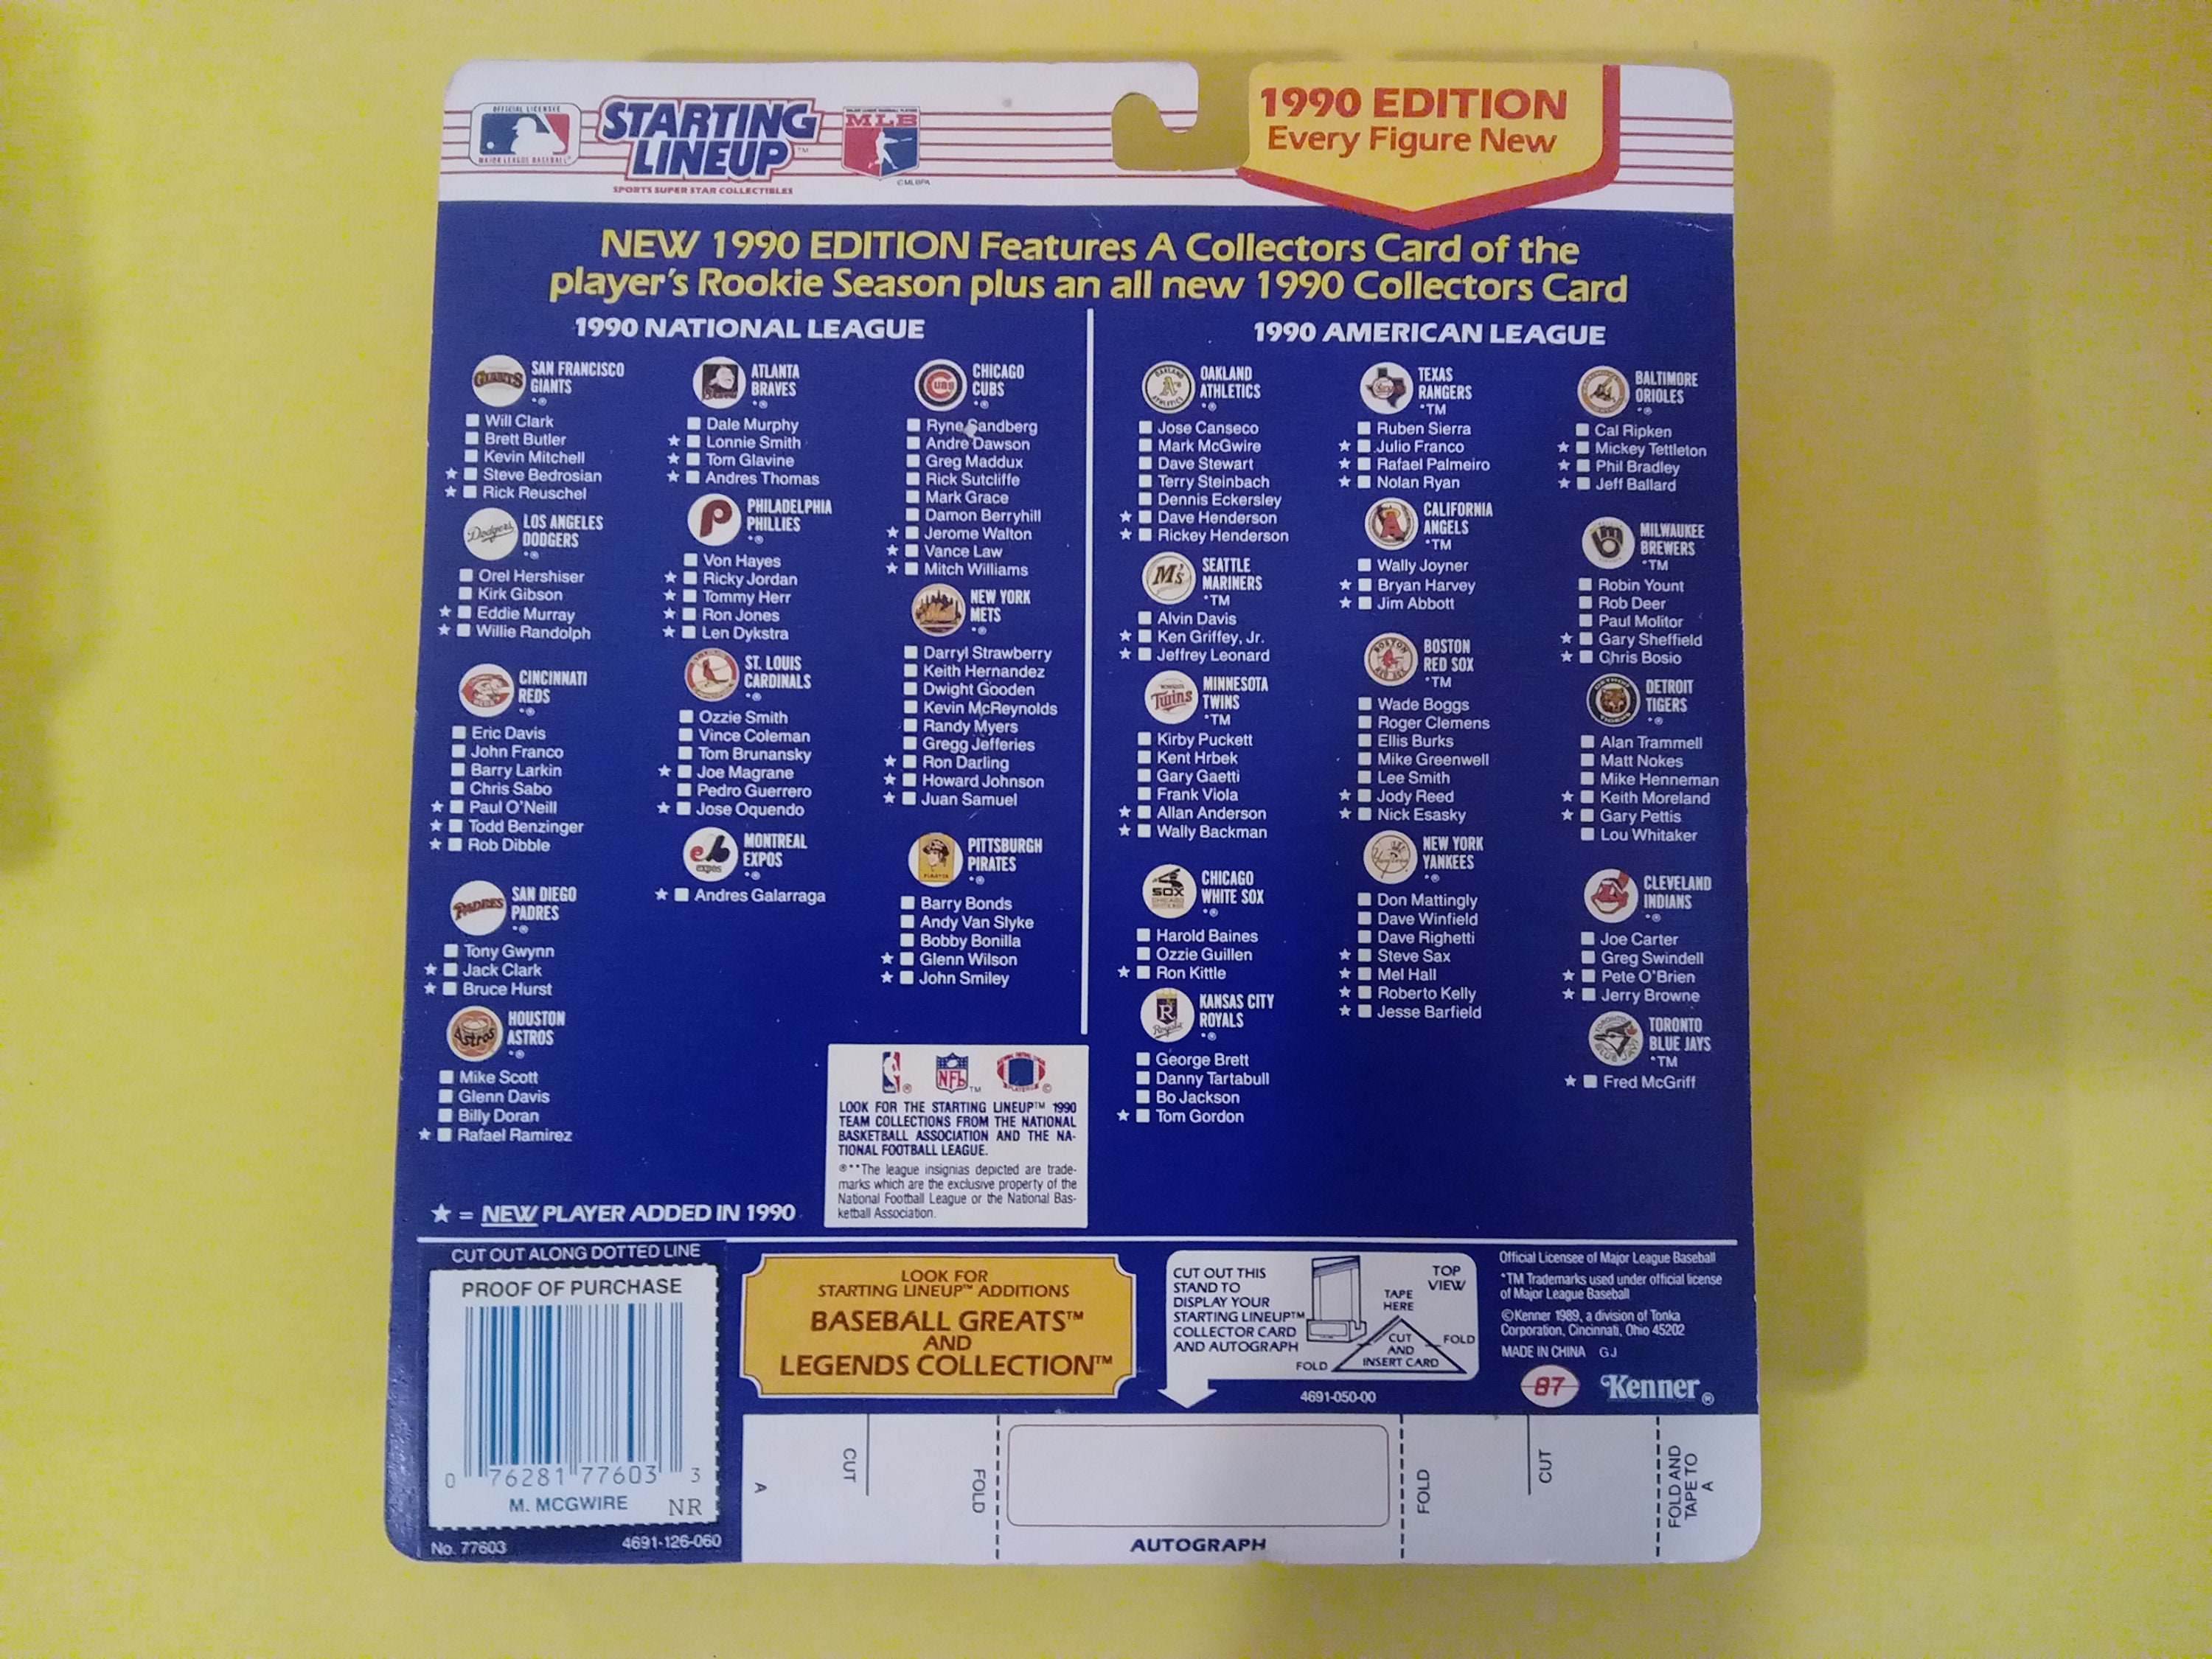 OFFICIAL LICENSEE
MAJOR LEAGUE BASEBALL
STARTING
LINEUP™
SPORTS SUPER STAR COLLECTIBLES
MAJOR LEAGUE BASEBALL PLAYERS
MLB
©MLBPA
1990 EDITION
Every Figure New
NEW 1990 EDITION Features A Collectors Card of the
player's Rookie Season plus an all new 1990 Collectors Card
1990 NATIONAL LEAGUE
SAN FRANCISCO
GIANTS
*®
Will Clark
Brett Butler
Kevin Mitchell
★ Steve Bedrosian
★ Rick Reuschel
Dodgers
LOS ANGELES
DODGERS
*®
Orel Hershiser
Kirk Gibson
★ Eddie Murray
★ Willie Randolph
CINCINNATI
REDS
*®
Eric Davis
John Franco
Barry Larkin
Chris Sabo
★ Paul O'Neill
★ Todd Benzinger
★ Rob Dibble
PADRES
SAN DIEGO
PADRES
*®
Tony Gwynn
★ Jack Clark
★ Bruce Hurst
Astros
HOUSTON
ASTROS
*®
Mike Scott
Glenn Davis
Billy Doran
★ Rafael Ramirez
ATLANTA
BRAVES
*®
Dale Murphy
★ Lonnie Smith
★ Tom Glavine
★ Andres Thomas
P
PHILADELPHIA
PHILLIES
*®
Von Hayes
★ Ricky Jordan
★ Tommy Herr
★ Ron Jones
★ Len Dykstra
ST. LOUIS
CARDINALS
*®
Ozzie Smith
Vince Coleman
Tom Brunansky
★ Joe Magrane
Pedro Guerrero
★ Jose Oquendo
expos
MONTREAL
EXPOS
*®
★ Andres Galarraga
CUBS
CHICAGO
CUBS
*®
Ryne Sandberg
Andre Dawson
Greg Maddux
Rick Sutcliffe
Mark Grace
Damon Berryhill
★ Jerome Walton
★ Vance Law
★ Mitch Williams
NEW YORK
METS
*®
Darryl Strawberry
Keith Hernandez
Dwight Gooden
Kevin McReynolds
Randy Myers
Gregg Jefferies
★ Ron Darling
★ Howard Johnson
★ Juan Samuel
PIRATES
PITTSBURGH
PIRATES
*®
Barry Bonds
Andy Van Slyke
Bobby Bonilla
★ Glenn Wilson
★ John Smiley
1990 AMERICAN LEAGUE
OAKLAND
ATHLETICS
*®
Jose Canseco
Mark McGwire
Dave Stewart
Terry Steinbach
Dennis Eckersley
★ Dave Henderson
★ Rickey Henderson
M's
SEATTLE
MARINERS
*TM
Alvin Davis
★ Ken Griffey, Jr.
★ Jeffrey Leonard
Twins
MINNESOTA
TWINS
*TM
Kirby Puckett
Kent Hrbek
Gary Gaetti
Frank Viola
★ Allan Anderson
★ Wally Backman
SOX
CHICAGO
WHITE SOX
*®
Harold Baines
Ozzie Guillen
★ Ron Kittle
R
Royals
KANSAS CITY
ROYALS
*®
George Brett
Danny Tartabull
Bo Jackson
★ Tom Gordon
TEXAS
RANGERS
*TM
Ruben Sierra
★ Julio Franco
★ Rafael Palmeiro
★ Nolan Ryan
CALIFORNIA
ANGELS
*TM
Wally Joyner
★ Bryan Harvey
★ Jim Abbott
BOSTON
RED SOX
BOSTON
RED SOX
*TM
Wade Boggs
Roger Clemens
Ellis Burks
Mike Greenwell
Lee Smith
★ Jody Reed
★ Nick Esasky
NEW YORK
YANKEES
*®
Don Mattingly
Dave Winfield
Dave Righetti
★ Steve Sax
★ Mel Hall
★ Roberto Kelly
★ Jesse Barfield
BALTIMORE
ORIOLES
*®
Cal Ripken
★ Mickey Tettleton
★ Phil Bradley
★ Jeff Ballard
MILWAUKEE
BREWERS
*TM
Robin Yount
Rob Deer
Paul Molitor
★ Gary Sheffield
★ Chris Bosio
DETROIT
TIGERS
*®
Alan Trammell
Matt Nokes
Mike Henneman
★ Keith Moreland
★ Gary Pettis
Lou Whitaker
CLEVELAND
INDIANS
*®
Joe Carter
Greg Swindell
★ Pete O'Brien
★ Jerry Browne
TORONTO
BLUE JAYS
*TM
★ Fred McGriff
NFL
LOOK FOR THE STARTING LINEUP™ 1990
TEAM COLLECTIONS FROM THE NATIONAL
BASKETBALL ASSOCIATION AND THE NA-
TIONAL FOOTBALL LEAGUE.
®**The league insignias depicted are trade-
marks which are the exclusive property of the
National Football League or the National Bas-
ketball Association.
★ = NEW PLAYER ADDED IN 1990
CUT OUT ALONG DOTTED LINE
PROOF OF PURCHASE
0 76281 77603 3
M. MCGWIRE NR
No. 77603 4691-126-060
LOOK FOR
STARTING LINEUP™ ADDITIONS
BASEBALL GREATS™
AND
LEGENDS COLLECTION™
CUT OUT THIS
STAND TO
DISPLAY YOUR
STARTING LINEUP™
COLLECTOR CARD
AND AUTOGRAPH
TOP
VIEW
TAPE
HERE
CUT
AND
INSERT CARD
FOLD
FOLD
4691-050-00
Official Licensee of Major League Baseball
*TM Trademarks used under official license
of Major League Baseball
©Kenner 1989, a division of Tonka
Corporation, Cincinnati, Ohio 45202
MADE IN CHINA GJ
87
Kenner®
A
CUT
FOLD
AUTOGRAPH
FOLD
CUT
FOLD AND
TAPE TO
A